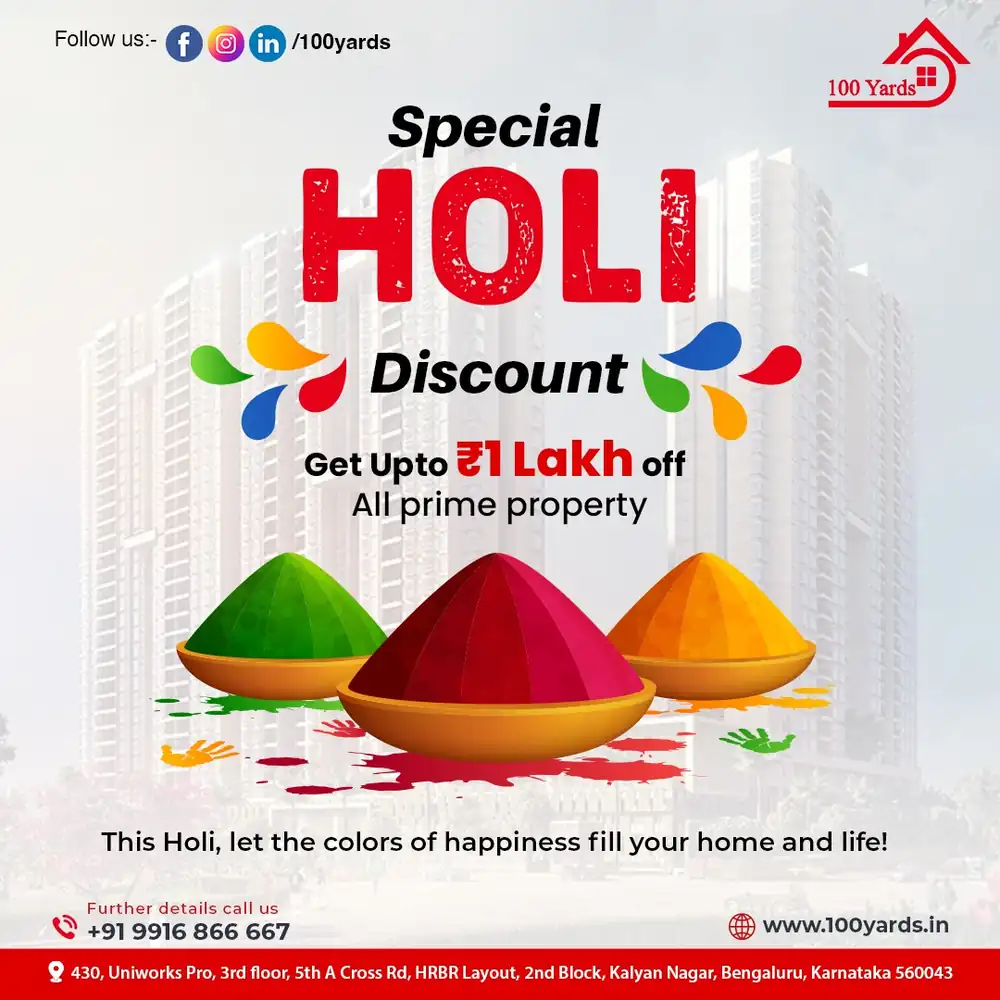 Follow us:- /100yards
100 Yards
Special
HOLI
Discount
Get Upto ₹1 Lakh off
All prime property
This Holi, let the colors of happiness fill your home and life!
Further details call us
+91 9916 866 667
www.100yards.in
430, Uniworks Pro, 3rd floor, 5th A Cross Rd, HRBR Layout, 2nd Block, Kalyan Nagar, Bengaluru, Karnataka 560043